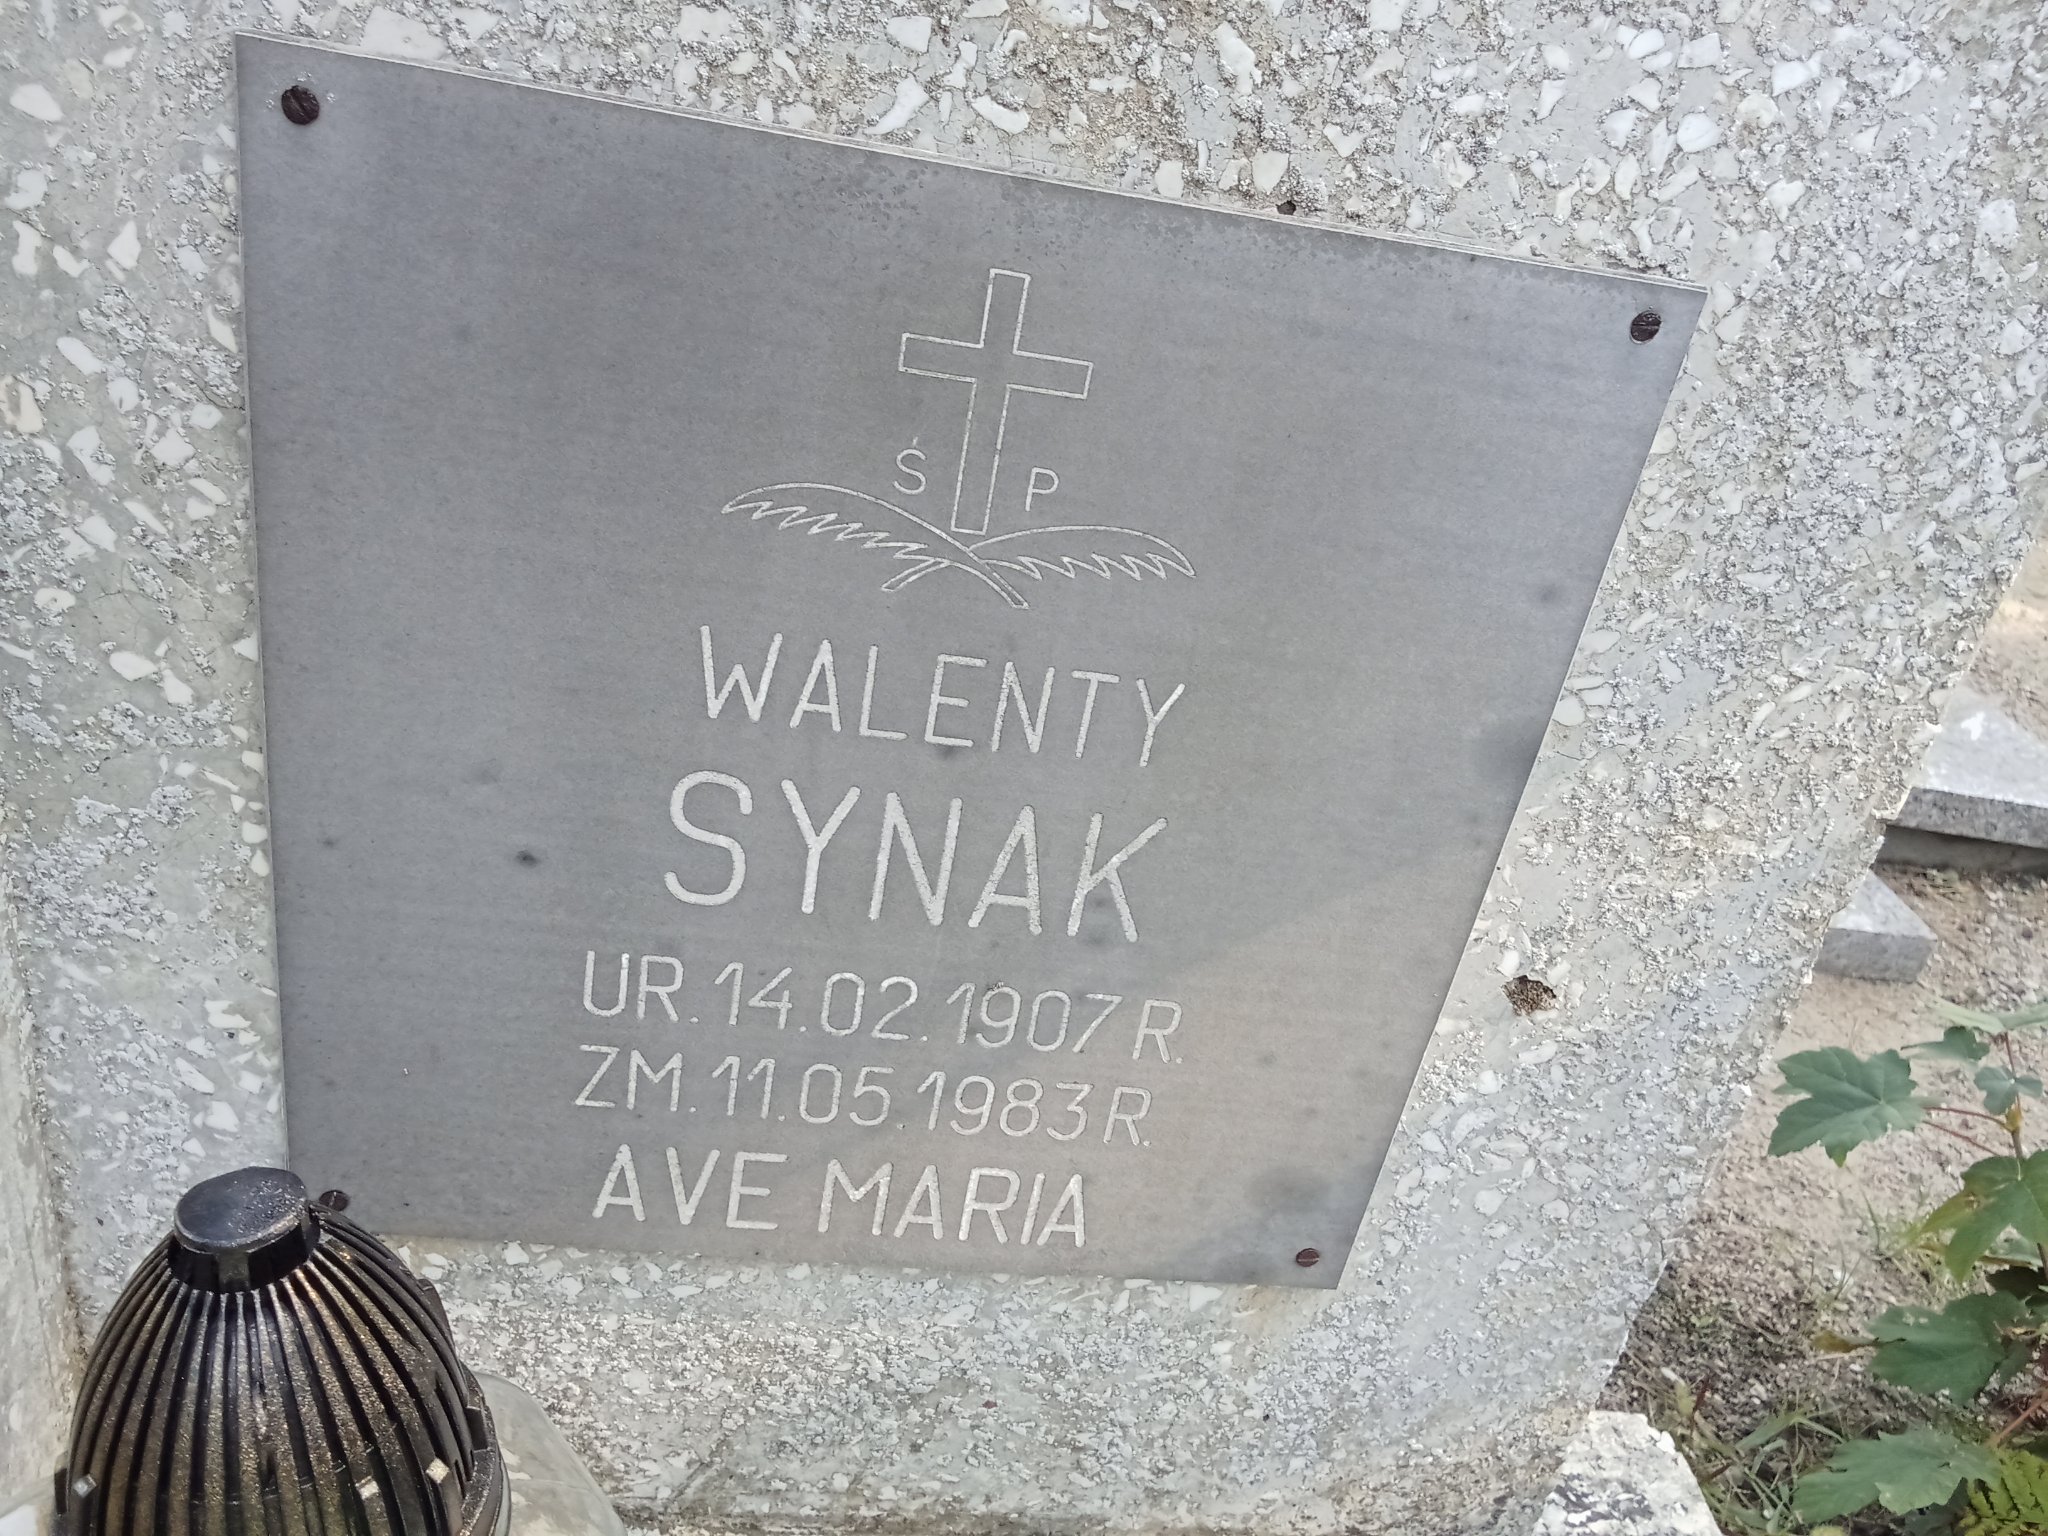 Ś P
WALENTY
SYNAK
UR. 14.02.1907 R.
ZM. 11.05.1983 R.
AVE MARIA